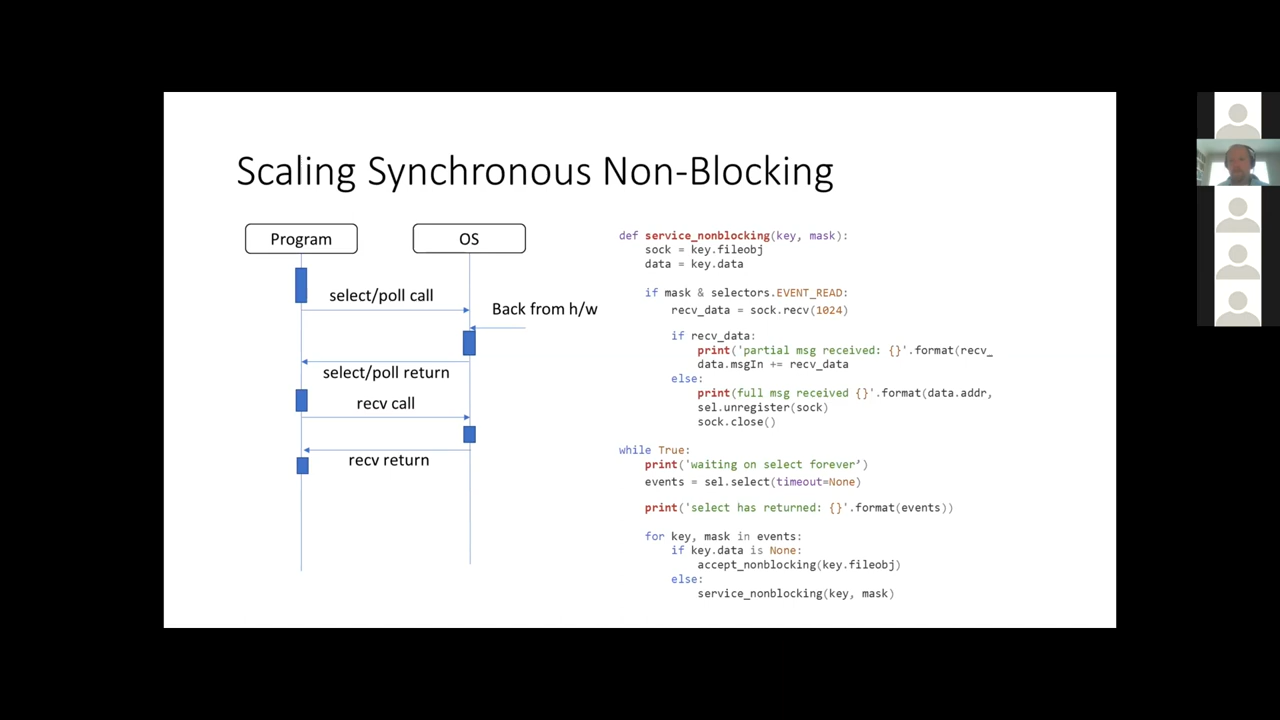 Scaling Synchronous Non-Blocking
Program
OS
select/poll call
Back from h/w
select/poll return
recv call
recv return
def service_nonblocking(key, mask):
sock = key.fileobj
data = key.data
if mask & selectors.EVENT_READ:
recv_data = sock.recv(1024)
if recv_data:
print('partial msg received: {}'.format(recv_
data.msgIn += recv_data
else:
print(full msg received {}'.format(data.addr,
sel.unregister(sock)
sock.close()
while True:
print('waiting on select forever’)
events = sel.select(timeout=None)
print('select has returned: {}'.format(events))
for key, mask in events:
if key.data is None:
accept_nonblocking(key.fileobj)
else:
service_nonblocking(key, mask)